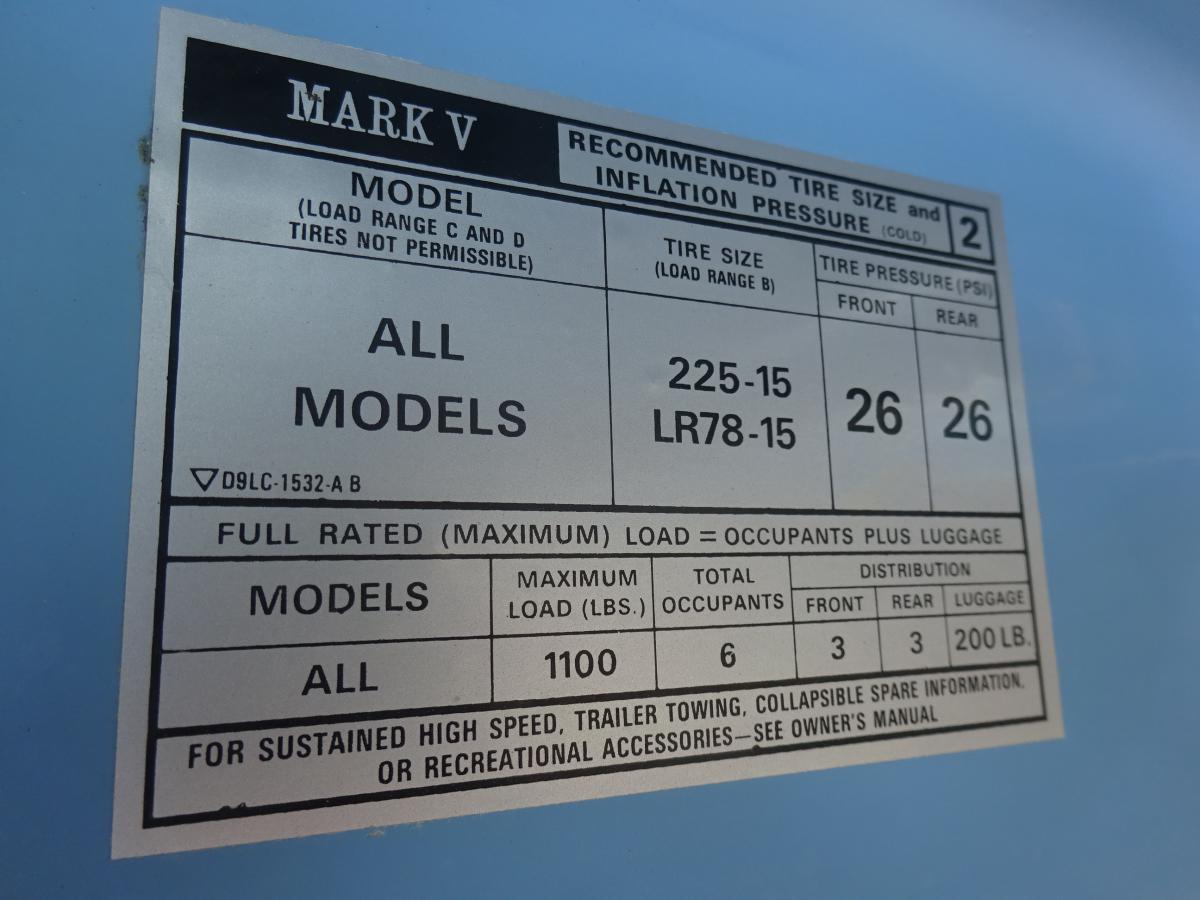 MARK V
RECOMMENDED TIRE SIZE and
INFLATION PRESSURE (COLD)
2
MODEL
(LOAD RANGE C AND D
TIRES NOT PERMISSIBLE)
TIRE SIZE
(LOAD RANGE B)
TIRE PRESSURE (PSI)
FRONT
REAR
ALL
MODELS
225-15
LR78-15
26
26
▽ D9LC-1532-A B
FULL RATED (MAXIMUM) LOAD = OCCUPANTS PLUS LUGGAGE
MODELS
MAXIMUM
LOAD (LBS.)
TOTAL
OCCUPANTS
DISTRIBUTION
FRONT
REAR
LUGGAGE
ALL
1100
6
3
3
200 LB.
FOR SUSTAINED HIGH SPEED, TRAILER TOWING, COLLAPSIBLE SPARE INFORMATION,
OR RECREATIONAL ACCESSORIES—SEE OWNER'S MANUAL